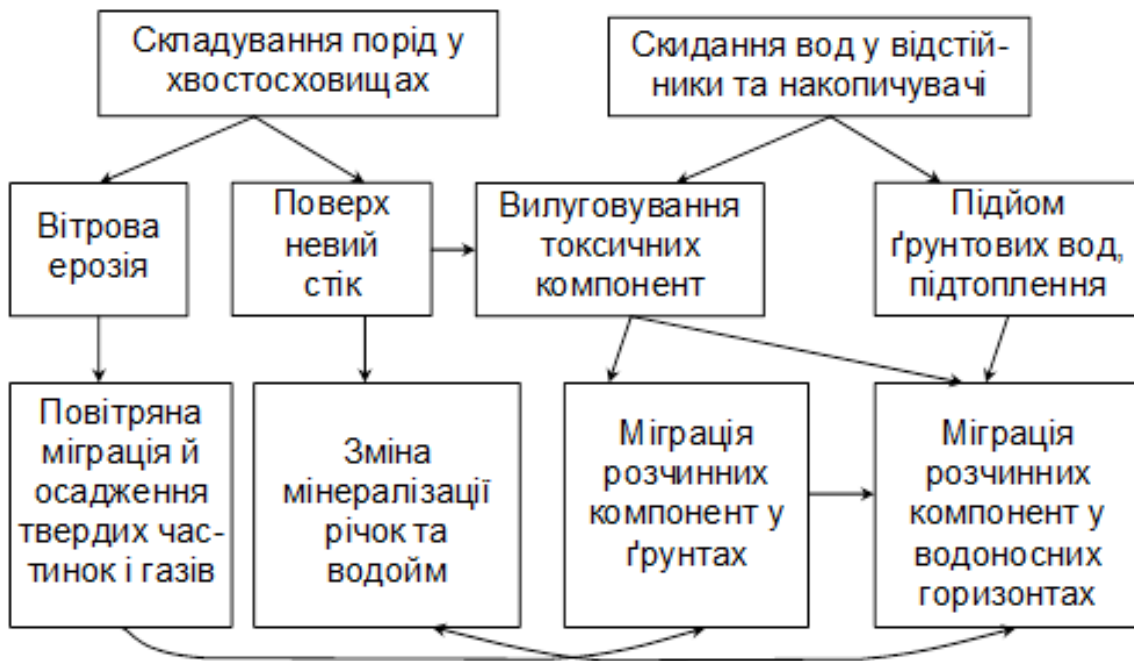 Складування порід у
хвостосховищах
Скидання вод у відстій-
ники та накопичувачі
Вітрова
ерозія
Поверх
невий
стік
Вилуговування
токсичних
компонент
Підйом
ґрунтових вод,
підтоплення
Повітряна
міграція й
осадження
твердих час-
тинок і газів
Зміна
мінералізації
річок та
водойм
Міграція
розчинних
компонент у
ґрунтах
Міграція
розчинних
компонент у
водоносних
горизонтах